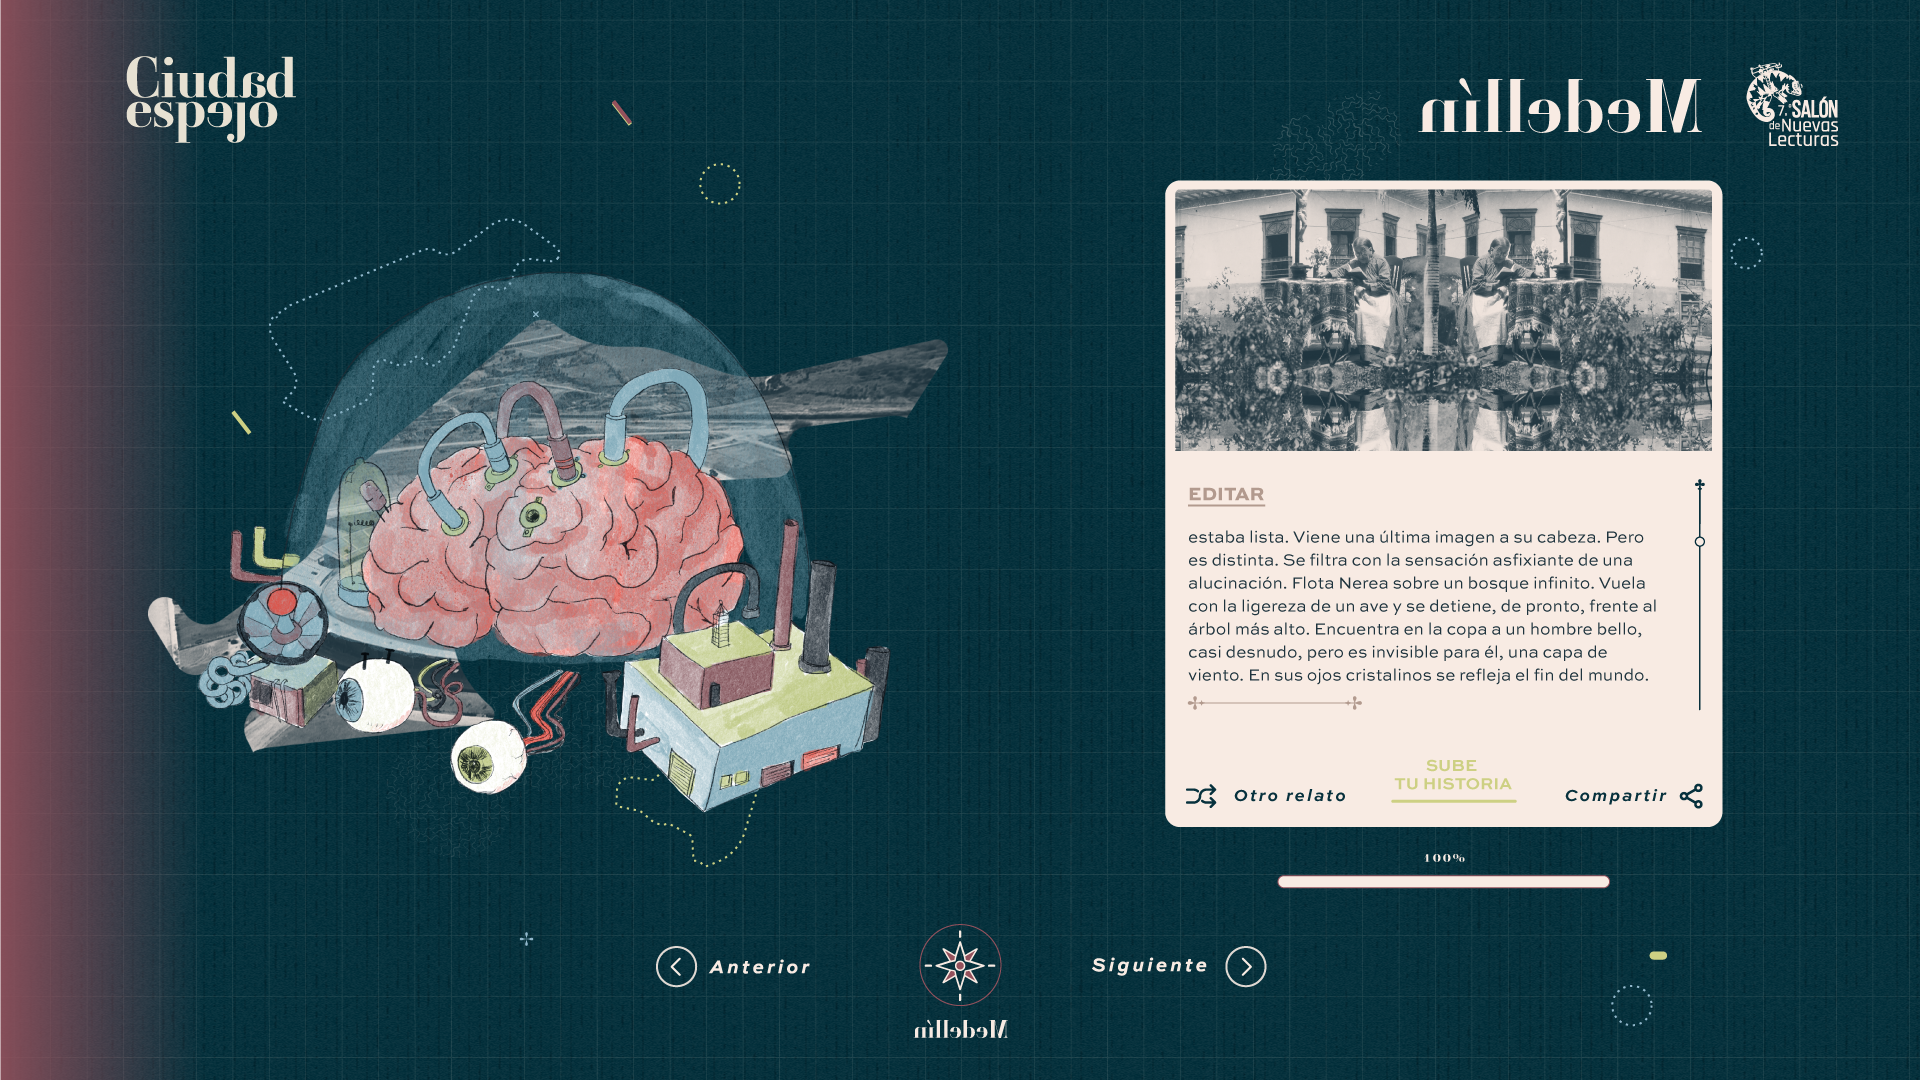 Ciudad
espejo
Medellín
7.º SALÓN
de Nuevas
Lecturas
EDITAR
estaba lista. Viene una última imagen a su cabeza. Pero
es distinta. Se filtra con la sensación asfixiante de una
alucinación. Flota Nerea sobre un bosque infinito. Vuela
con la ligereza de un ave y se detiene, de pronto, frente al
árbol más alto. Encuentra en la copa a un hombre bello,
casi desnudo, pero es invisible para él, una capa de
viento. En sus ojos cristalinos se refleja el fin del mundo.
SUBE
TU HISTORIA
Otro relato
Compartir
100%
Anterior
Siguiente
Medellín